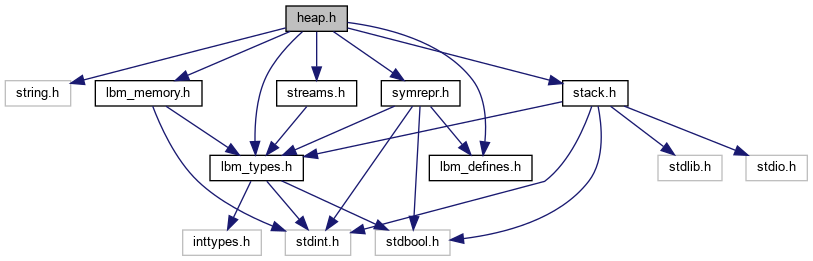 heap.h
string.h
lbm_memory.h
streams.h
symrepr.h
stack.h
lbm_types.h
lbm_defines.h
stdlib.h
stdio.h
inttypes.h
stdint.h
stdbool.h